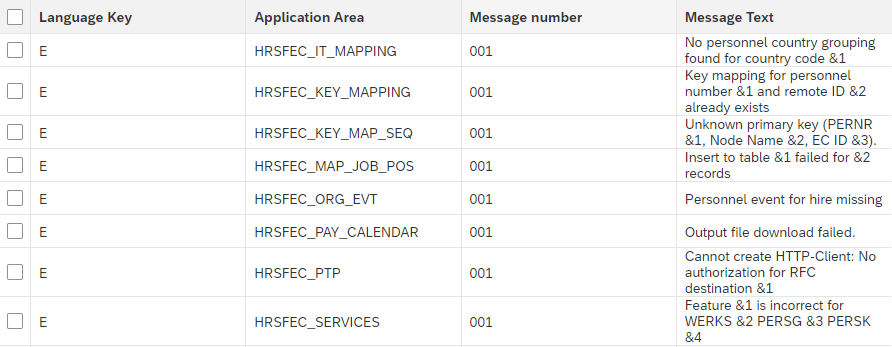 Language Key Application Area Message number Message Text
E HRSFEC_IT_MAPPING 001 No personnel country grouping
found for country code &1
E HRSFEC_KEY_MAPPING 001 Key mapping for personnel
number &1 and remote ID &2
already exists
E HRSFEC_KEY_MAP_SEQ 001 Unknown primary key (PERNR
&1, Node Name &2, EC ID &3).
E HRSFEC_MAP_JOB_POS 001 Insert to table &1 failed for &2
records
E HRSFEC_ORG_EVT 001 Personnel event for hire missing
E HRSFEC_PAY_CALENDAR 001 Output file download failed.
E HRSFEC_PTP 001 Cannot create HTTP-Client: No
authorization for RFC
destination &1
E HRSFEC_SERVICES 001 Feature &1 is incorrect for
WERKS &2 PERSG &3 PERSK
&4